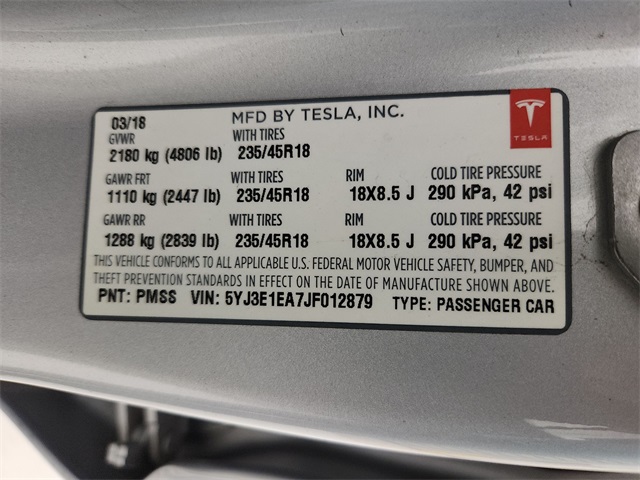 03/18 MFD BY TESLA, INC.
GVWR WITH TIRES
2180 kg (4806 lb) 235/45R18
GAWR FRT WITH TIRES RIM COLD TIRE PRESSURE
1110 kg (2447 lb) 235/45R18 18X8.5 J 290 kPa, 42 psi
GAWR RR WITH TIRES RIM COLD TIRE PRESSURE
1288 kg (2839 lb) 235/45R18 18X8.5 J 290 kPa, 42 psi
THIS VEHICLE CONFORMS TO ALL APPLICABLE U.S. FEDERAL MOTOR VEHICLE SAFETY, BUMPER, AND
THEFT PREVENTION STANDARDS IN EFFECT ON THE DATE OF MANUFACTURE SHOWN ABOVE.
PNT: PMSS VIN: 5YJ3E1EA7JF012879 TYPE: PASSENGER CAR
TESLA